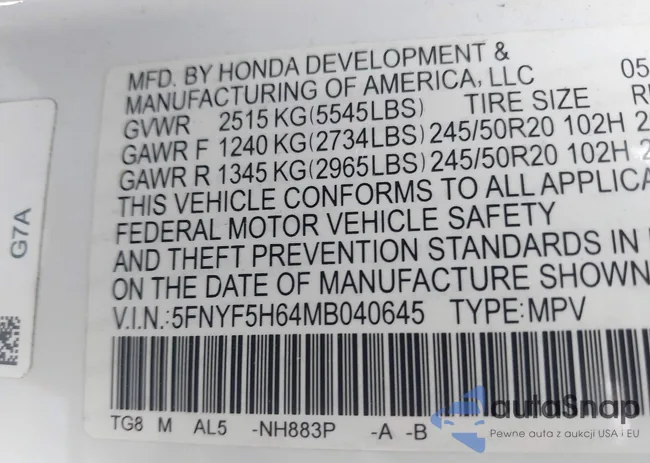 MFD. BY HONDA DEVELOPMENT &
MANUFACTURING OF AMERICA, LLC 05
GVWR 2515 KG(5545LBS) TIRE SIZE
GAWR F 1240 KG(2734LBS) 245/50R20 102H
GAWR R 1345 KG(2965LBS) 245/50R20 102H
THIS VEHICLE CONFORMS TO ALL APPLICA
FEDERAL MOTOR VEHICLE SAFETY
AND THEFT PREVENTION STANDARDS IN
ON THE DATE OF MANUFACTURE SHOWN
V.I.N.:5FNYF5H64MB040645 TYPE:MPV
TG8 M AL5 -NH883P -A -B
G7A
autoSnap
Pewne auta z aukcji USA i EU